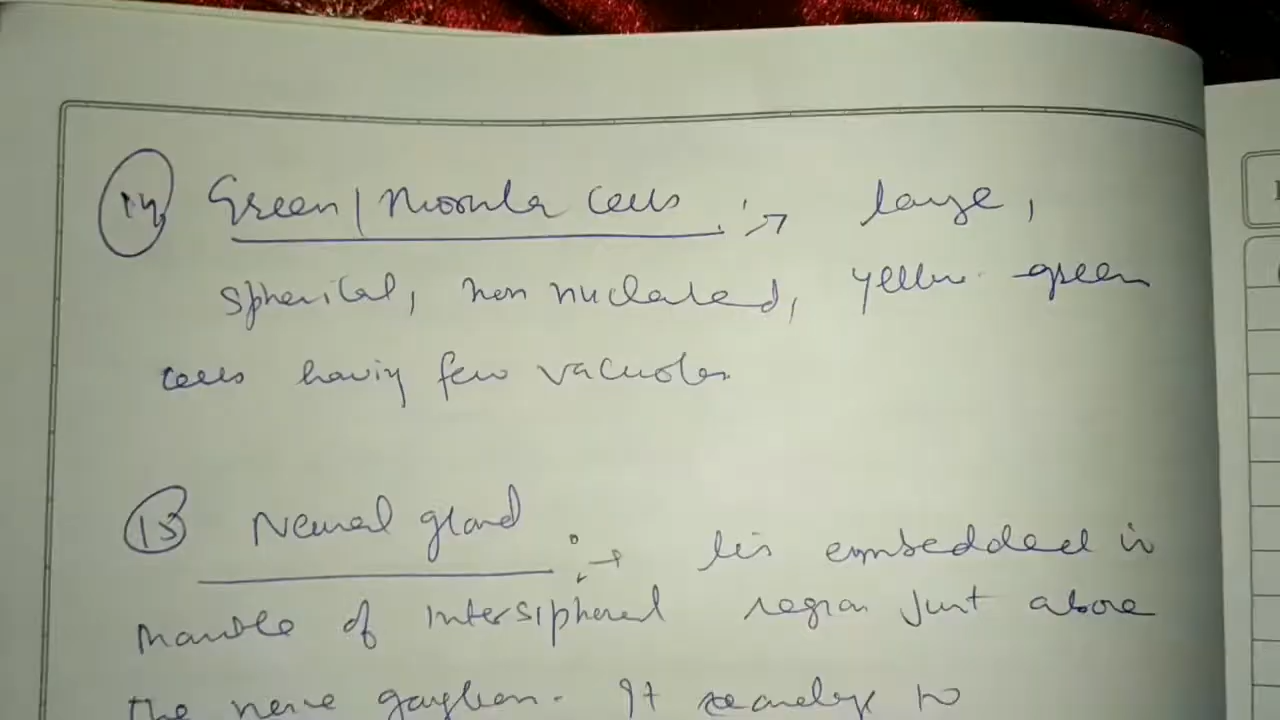 14 Green/Morula cells :→ large,
spherical, non nucleated, yellow-green
cells having few vacuoles.
15 Neural gland :→ lies embedded in
mantle of intersiphonal region just above
the nerve ganglion. It to